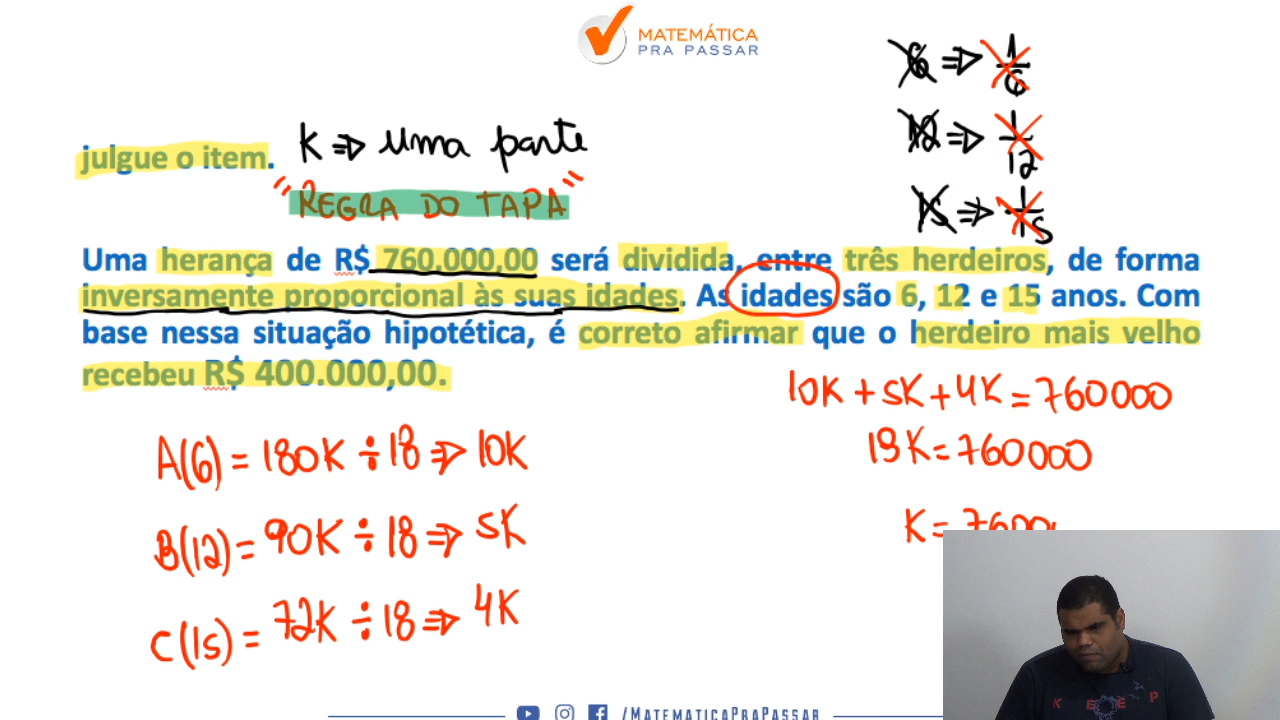 MATEMÁTICA
PRA PASSAR
6 ⇒ 1/6
12 ⇒ 1/12
15 ⇒ 1/15
julgue o item. K ⇒ uma parte
"REGRA DO TAPA"
Uma herança de R$ 760.000,00 será dividida, entre três herdeiros, de forma
inversamente proporcional às suas idades. As idades são 6, 12 e 15 anos. Com
base nessa situação hipotética, é correto afirmar que o herdeiro mais velho
recebeu R$ 400.000,00.
10K + 5K + 4K = 760000
19K = 760000
K = 7600
A(6) = 180K ÷ 18 ⇒ 10K
B(12) = 90K ÷ 18 ⇒ 5K
C(15) = 72K ÷ 18 ⇒ 4K
K E E P
/MATEMATICAPRAPASSAR